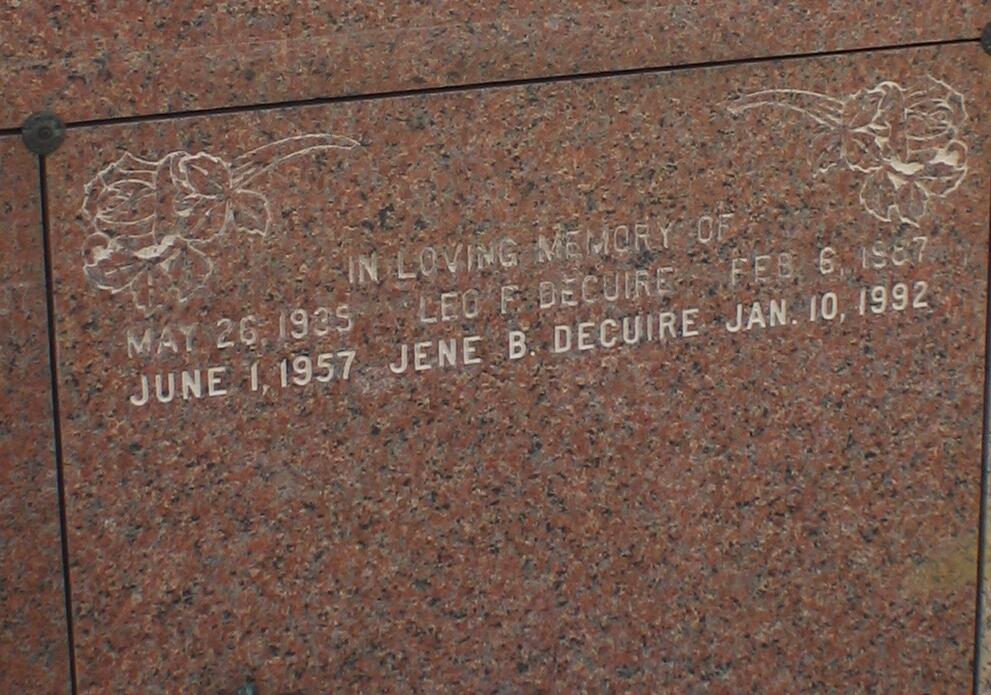 IN LOVING MEMORY OF
MAY 26, 1935 LEO F. DECUIRE FEB. 6, 1987
JUNE 1, 1957 JENE B. DECUIRE JAN. 10, 1992